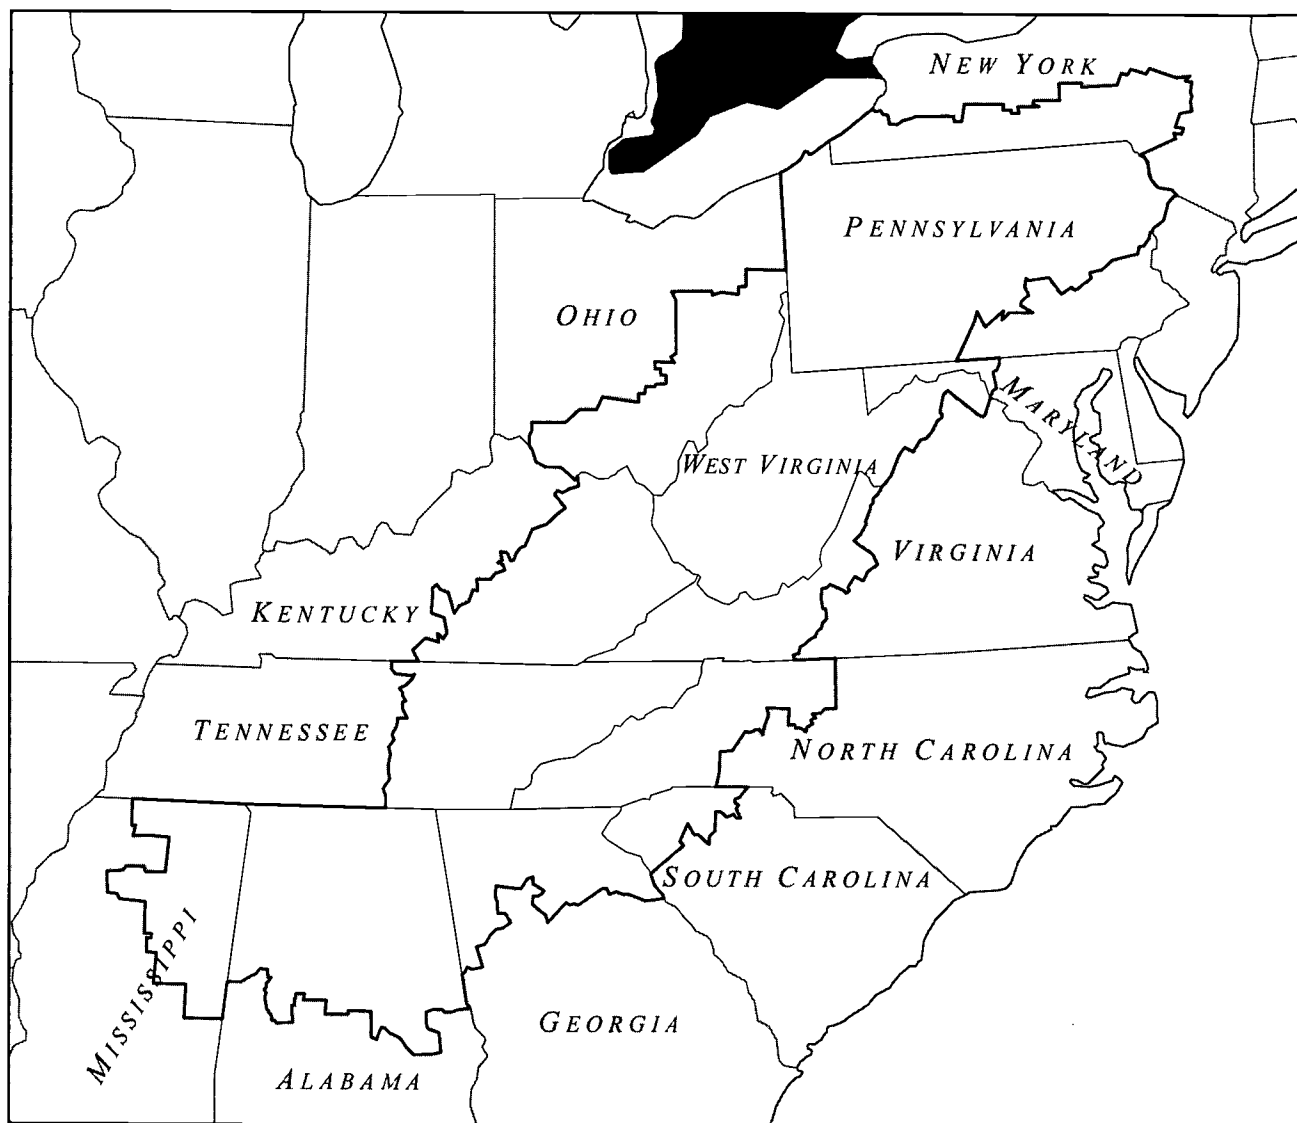 NEW YORK
PENNSYLVANIA
OHIO
MARYLAND
WEST VIRGINIA
VIRGINIA
KENTUCKY
TENNESSEE
NORTH CAROLINA
SOUTH CAROLINA
MISSISSIPPI
GEORGIA
ALABAMA